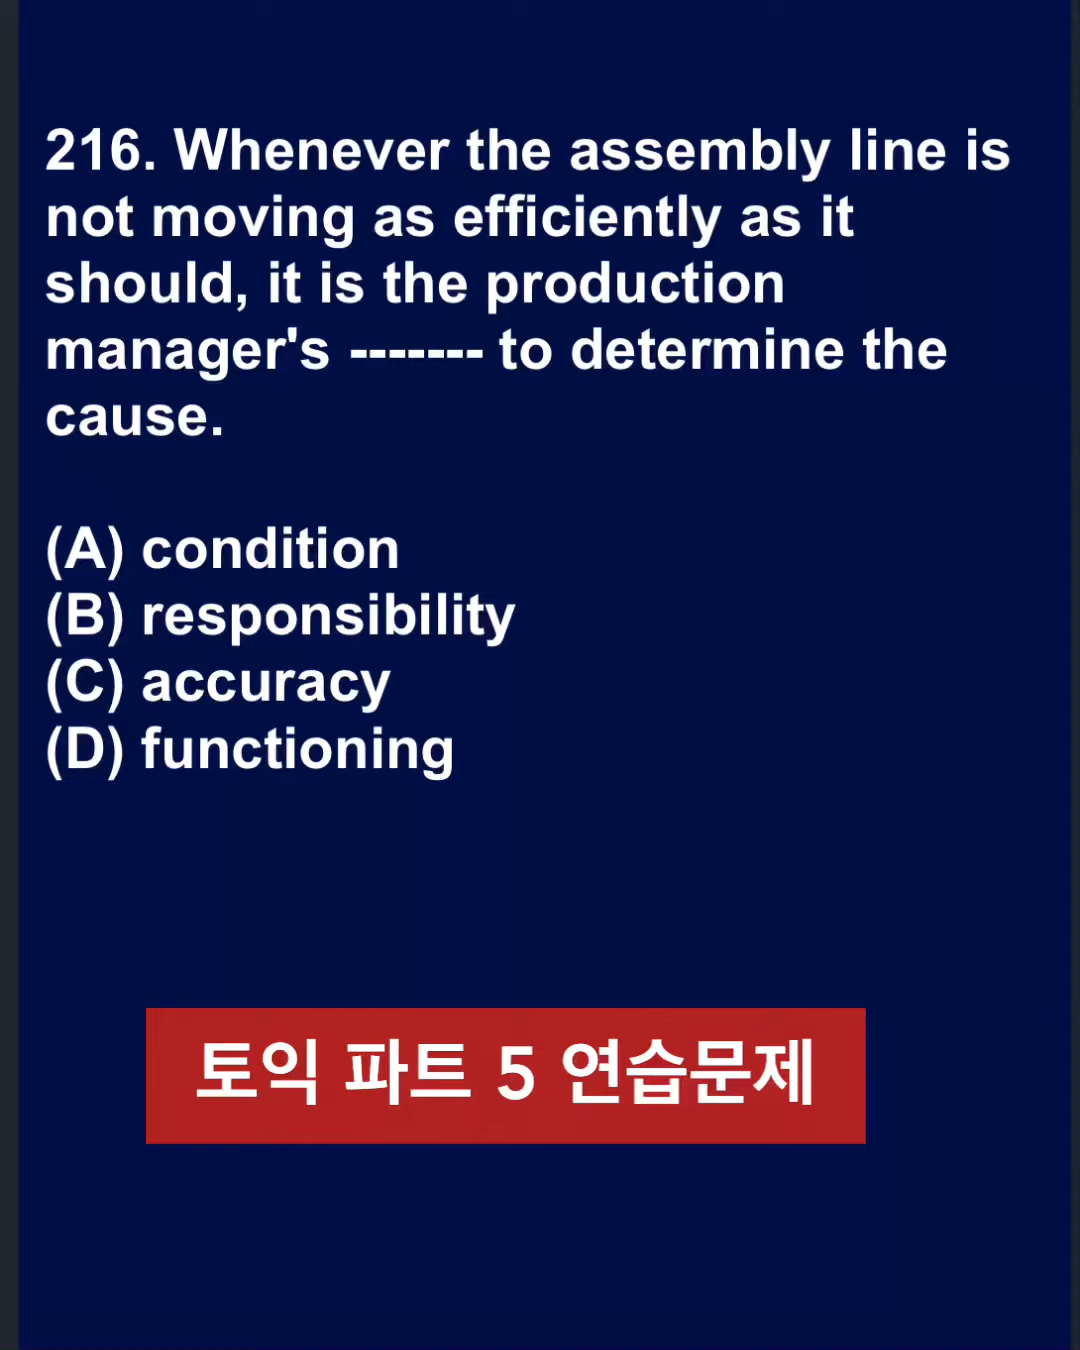 216. Whenever the assembly line is
not moving as efficiently as it
should, it is the production
manager's ------- to determine the
cause.
(A) condition
(B) responsibility
(C) accuracy
(D) functioning
토익 파트 5 연습문제